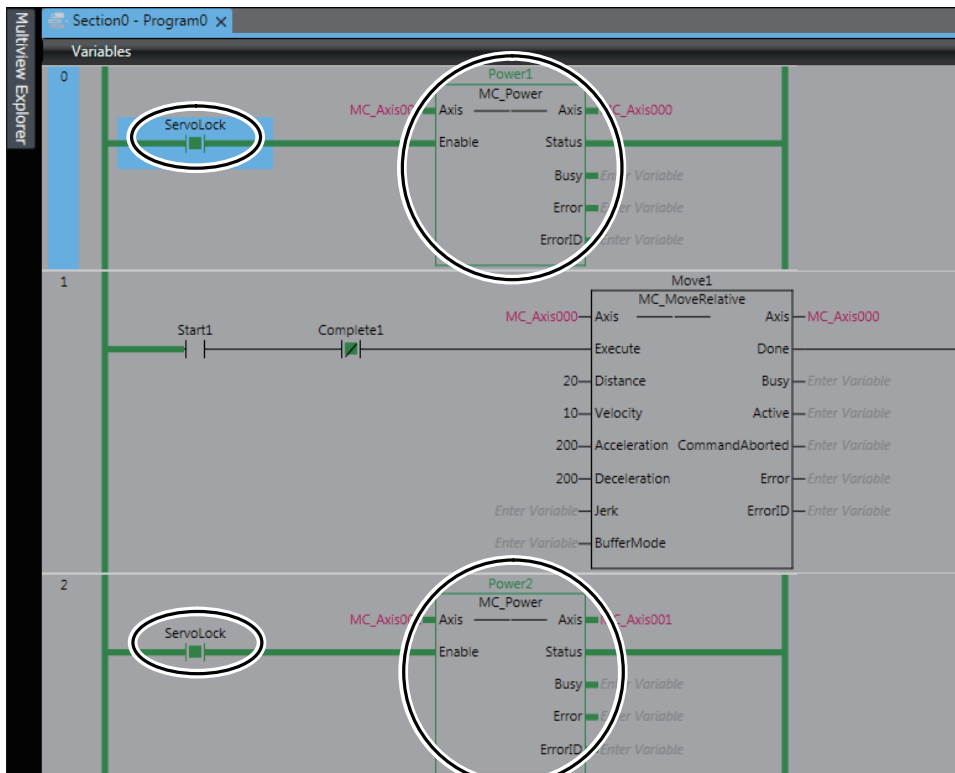 Multiview Explorer
Section0 - Program0 ×
Variables
0
Power1
MC_Power
MC_Axis00 Axis Axis MC_Axis000
ServoLock
Enable Status
Busy Enter Variable
Error Enter Variable
ErrorID Enter Variable
1
Move1
MC_MoveRelative
MC_Axis000 Axis Axis MC_Axis000
Start1 Complete1
Execute Done
20 Distance Busy Enter Variable
10 Velocity Active Enter Variable
200 Acceleration CommandAborted Enter Variable
200 Deceleration Error Enter Variable
Enter Variable Jerk ErrorID Enter Variable
Enter Variable BufferMode
2
Power2
MC_Power
MC_Axis00 Axis Axis MC_Axis001
ServoLock
Enable Status
Busy Enter Variable
Error Enter Variable
ErrorID Enter Variable